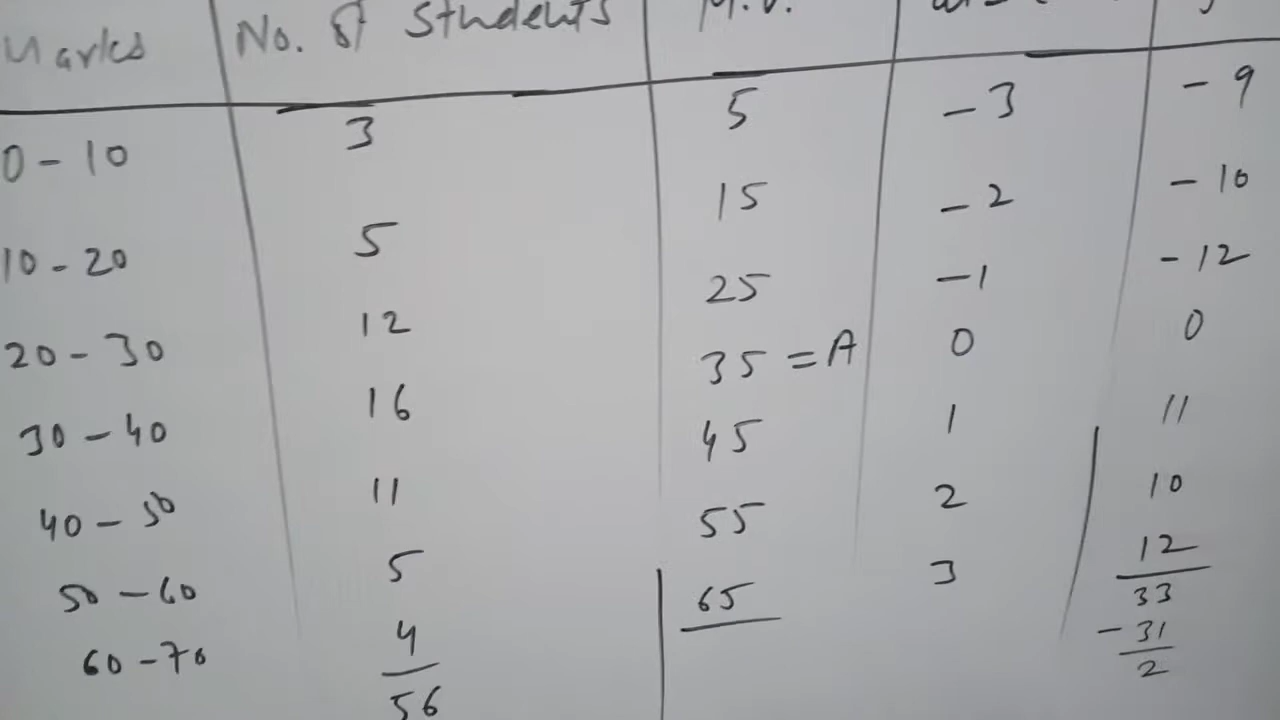 Marks No. of Students M.V.
0 - 10 3 5 - 3 - 9
10 - 20 5 15 - 2 - 10
20 - 30 12 25 - 1 - 12
30 - 40 16 35 = A 0 0
40 - 50 11 45 1 11
50 - 60 5 55 2 10
60 - 70 4 65 3 12
56 33
- 31
2